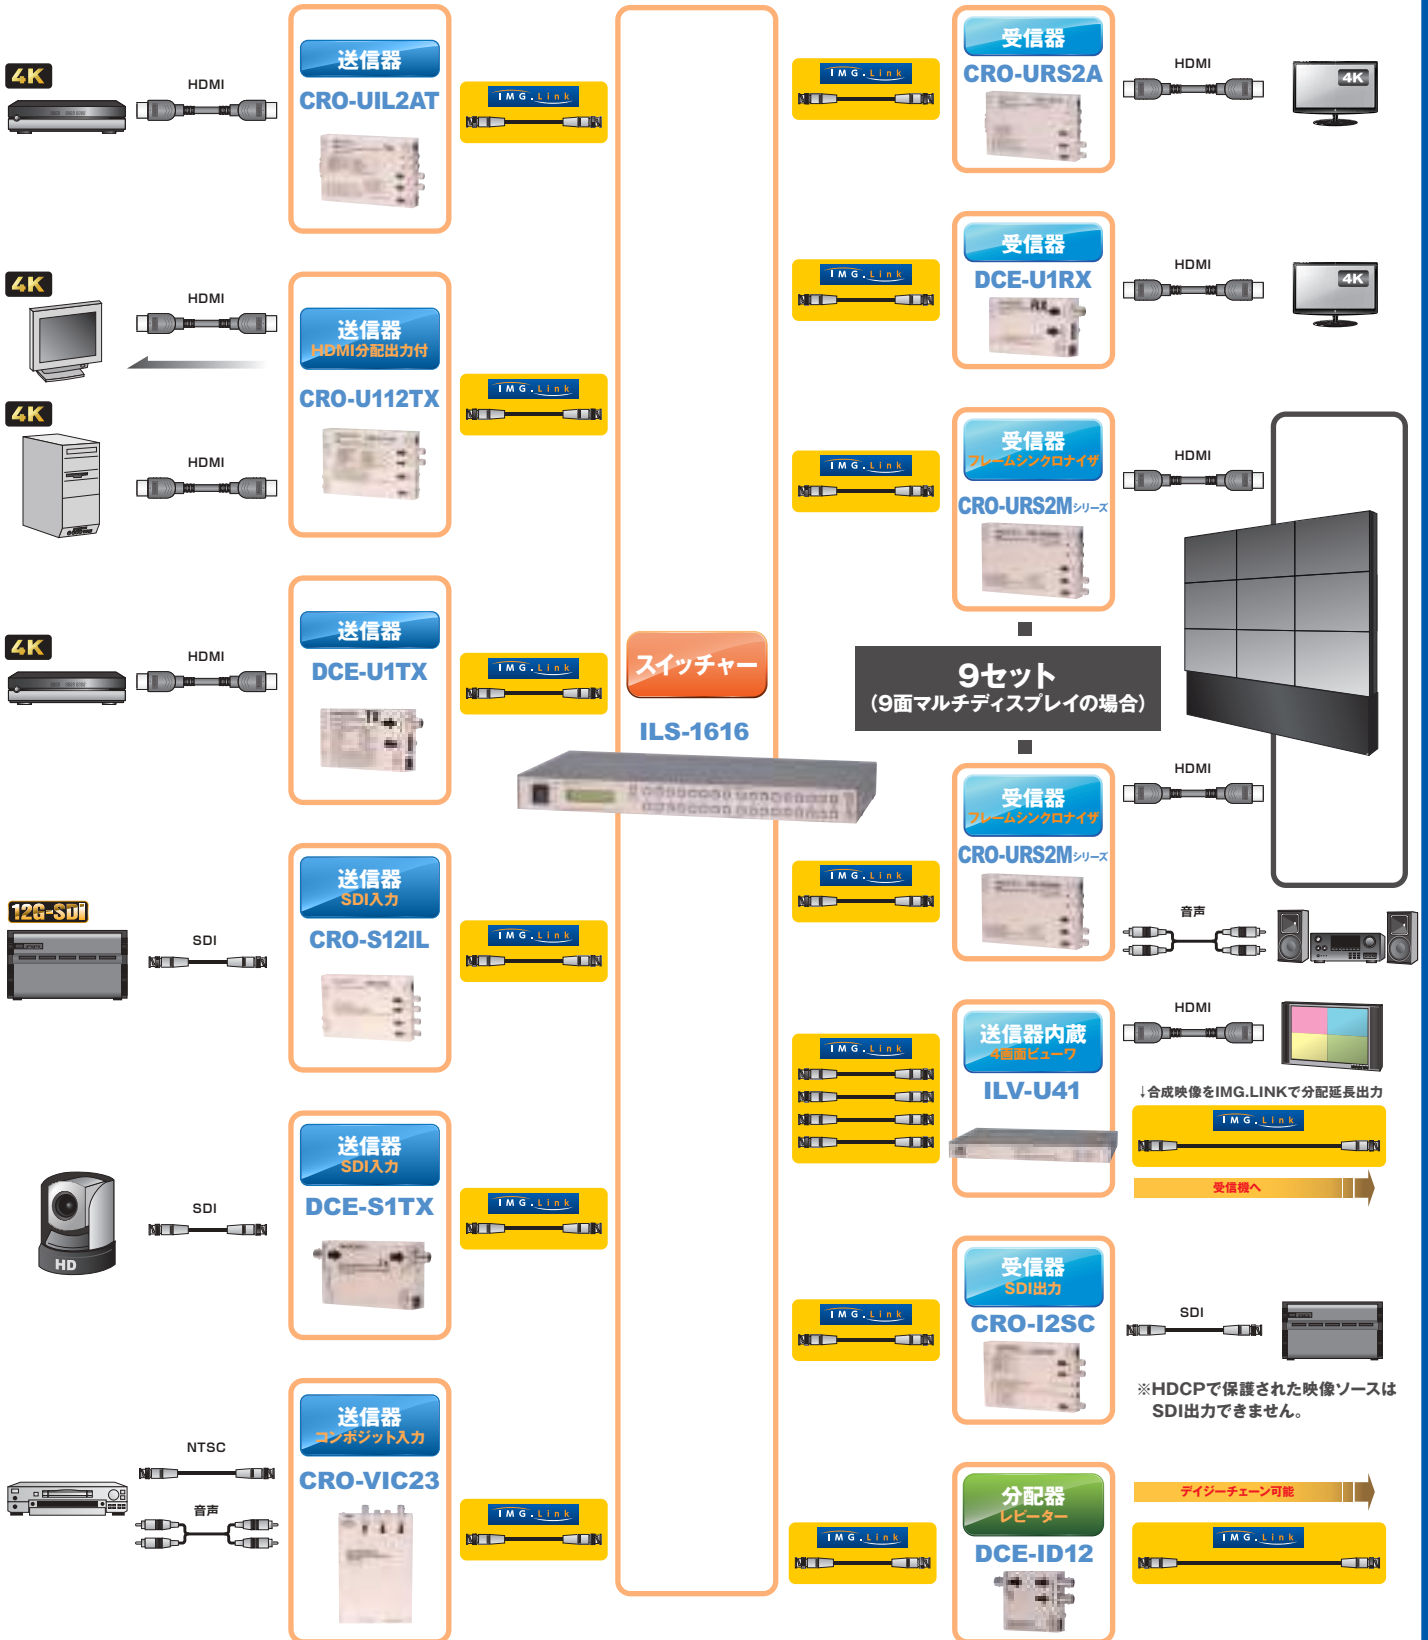 4K
HDMI
送信器
CRO-UIL2AT
IMG.Link
4K
HDMI
送信器
HDMI分配出力付
CRO-U112TX
IMG.Link
4K
HDMI
4K
HDMI
送信器
DCE-U1TX
IMG.Link
12G-SDI
SDI
送信器
SDI入力
CRO-S12IL
IMG.Link
HD
SDI
送信器
SDI入力
DCE-S1TX
IMG.Link
NTSC
音声
送信器
コンポジット入力
CRO-VIC23
IMG.Link
スイッチャー
ILS-1616
IMG.Link
受信器
CRO-URS2A
HDMI
4K
IMG.Link
受信器
DCE-U1RX
HDMI
4K
IMG.Link
受信器
フレームシンクロナイザ
CRO-URS2Mシリーズ
HDMI
9セット
(9面マルチディスプレイの場合)
受信器
フレームシンクロナイザ
CRO-URS2Mシリーズ
IMG.Link
HDMI
音声
IMG.Link
送信器内蔵
4画面ビューワ
ILV-U41
HDMI
↓合成映像をIMG.LINKで分配延長出力
IMG.Link
受信機へ
IMG.Link
受信器
SDI出力
CRO-I2SC
SDI
※HDCPで保護された映像ソースは
SDI出力できません。
IMG.Link
分配器
レピーター
DCE-ID12
デイジーチェーン可能
IMG.Link